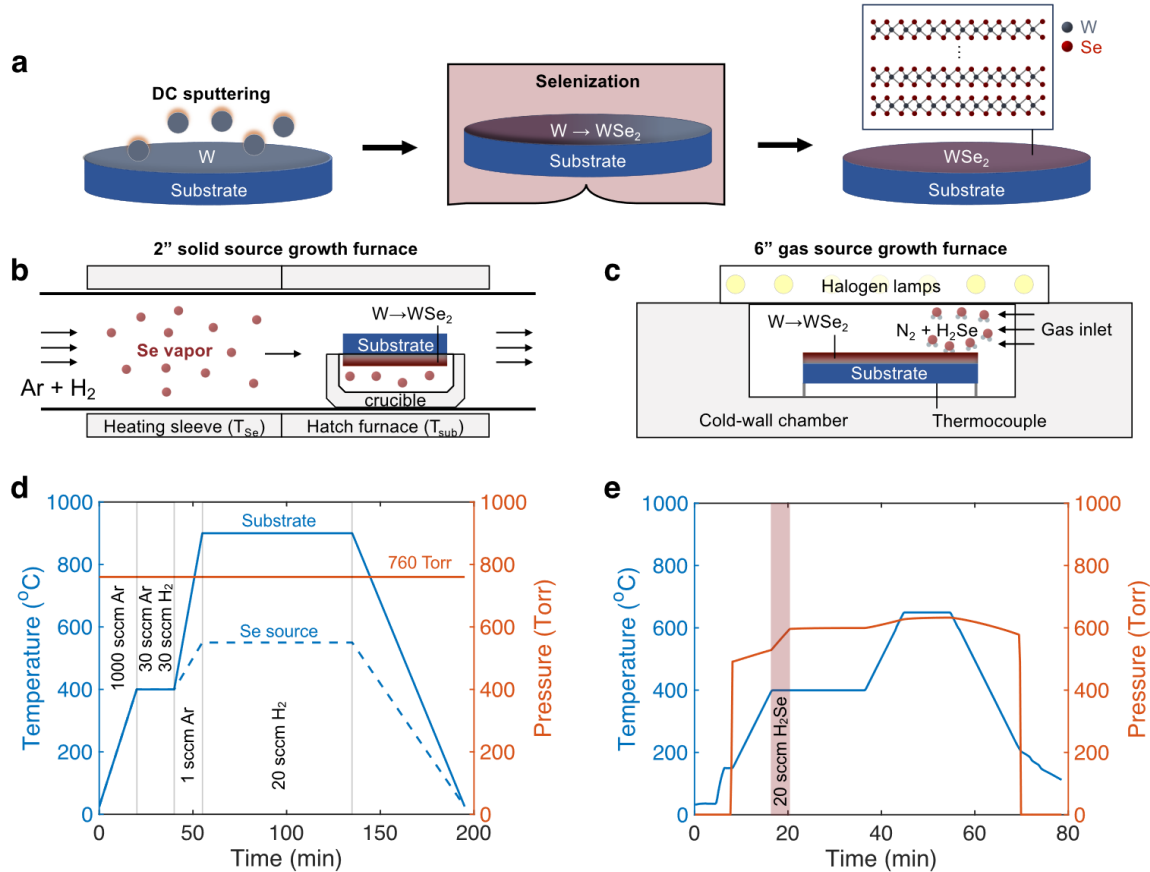 a
DC sputtering
W
Substrate
Selenization
W → WSe₂
Substrate
⋮
W
Se
WSe₂
Substrate
2” solid source growth furnace
b
Se vapor
W→WSe₂
Substrate
Ar + H₂
crucible
Heating sleeve (T_Se)
Hatch furnace (T_sub)
6” gas source growth furnace
c
Halogen lamps
W→WSe₂
N₂ + H₂Se
Gas inlet
Substrate
Cold-wall chamber
Thermocouple
d
1000
800
600
400
200
0
Temperature (°C)
Substrate
760 Torr
Se source
1000 sccm Ar
30 sccm Ar
30 sccm H₂
1 sccm Ar
20 sccm H₂
1000
800
600
400
200
0
Pressure (Torr)
0 50 100 150 200
Time (min)
e
1000
800
600
400
200
0
Temperature (°C)
20 sccm H₂Se
1000
800
600
400
200
0
Pressure (Torr)
0 20 40 60 80
Time (min)